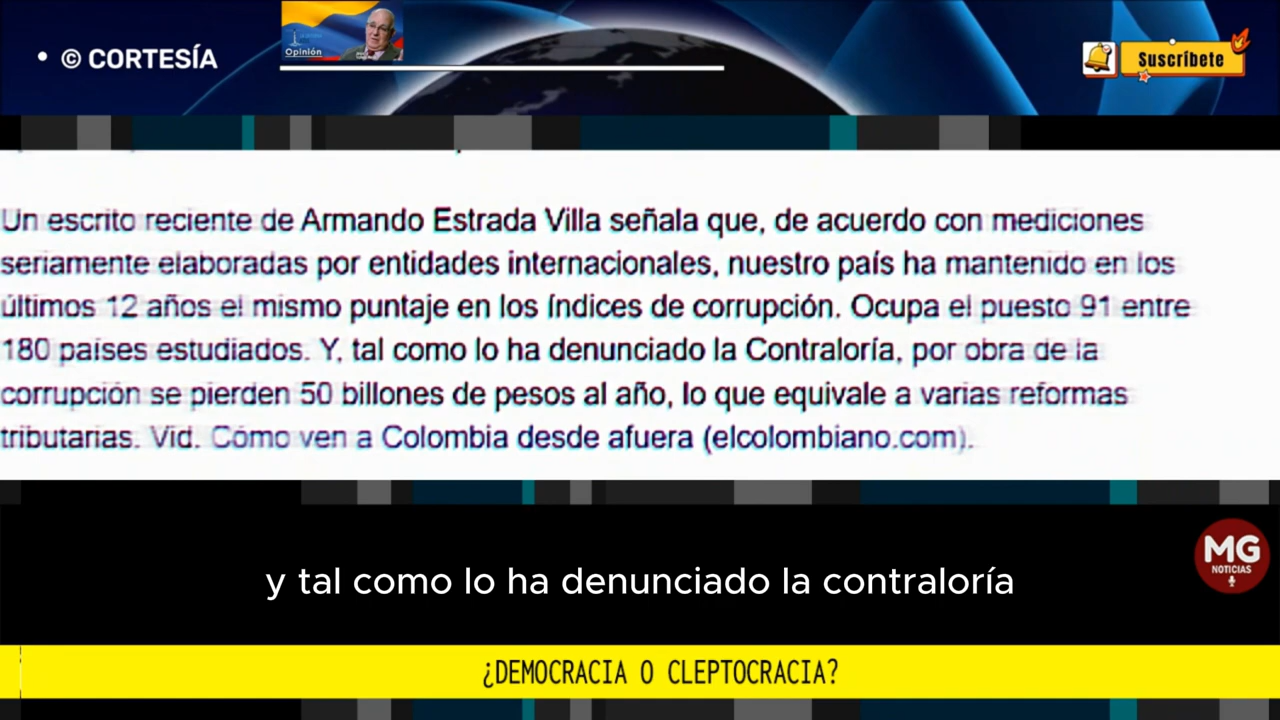 • © CORTESÍA
Opinión
Suscríbete
Un escrito reciente de Armando Estrada Villa señala que, de acuerdo con mediciones
seriamente elaboradas por entidades internacionales, nuestro país ha mantenido en los
últimos 12 años el mismo puntaje en los índices de corrupción. Ocupa el puesto 91 entre
180 países estudiados. Y, tal como lo ha denunciado la Contraloría, por obra de la
corrupción se pierden 50 billones de pesos al año, lo que equivale a varias reformas
tributarias. Vid. Cómo ven a Colombia desde afuera (elcolombiano.com).
y tal como lo ha denunciado la contraloría
MG
NOTICIAS
¿DEMOCRACIA O CLEPTOCRACIA?